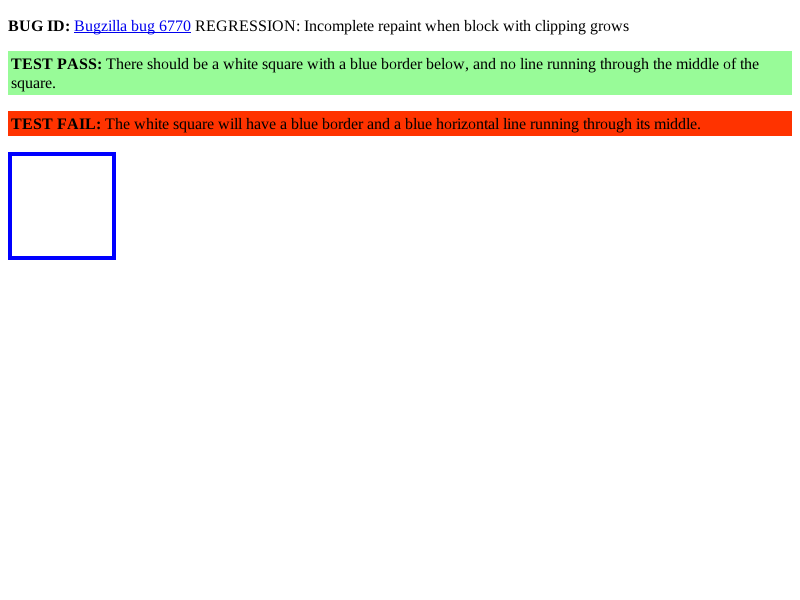 BUG ID: Bugzilla bug 6770 REGRESSION: Incomplete repaint when block with clipping grows
TEST PASS: There should be a white square with a blue border below, and no line running through the middle of the
square.
TEST FAIL: The white square will have a blue border and a blue horizontal line running through its middle.